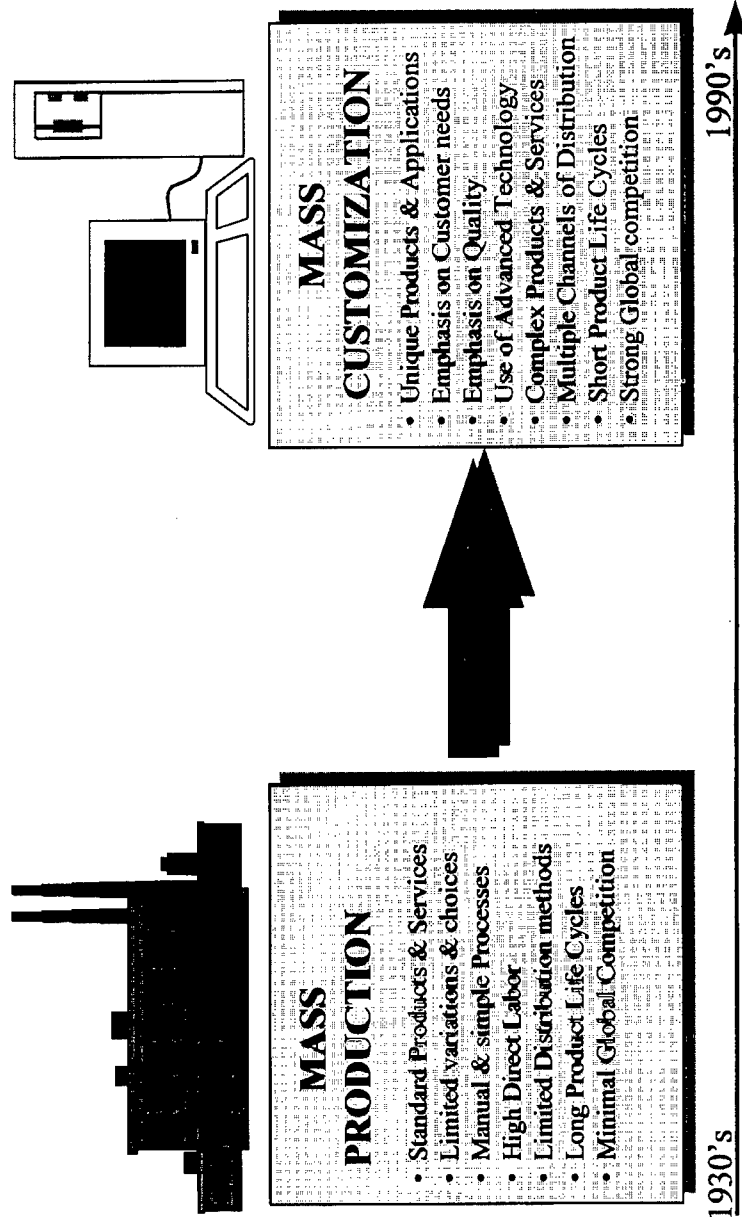 MASS
PRODUCTION
• Standard Products & Services
• Limited variations & choices
• Manual & simple Processes
• High Direct Labor
• Limited Distribution methods
• Long Product Life Cycles
• Minimal Global Competition
MASS
CUSTOMIZATION
• Unique Products & Applications
• Emphasis on Customer needs
• Emphasis on Quality
• Use of Advanced Technology
• Complex Products & Services
• Multiple Channels of Distribution
• Short Product Life Cycles
• Strong Global competition
1930's
1990's